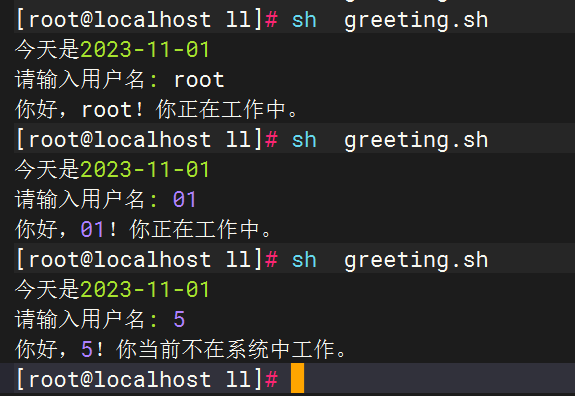 [root@localhost ll]# sh  greeting.sh
今天是2023-11-01
请输入用户名: root
你好，root！你正在工作中。
[root@localhost ll]# sh  greeting.sh
今天是2023-11-01
请输入用户名: 01
你好，01！你正在工作中。
[root@localhost ll]# sh  greeting.sh
今天是2023-11-01
请输入用户名: 5
你好，5！你当前不在系统中工作。
[root@localhost ll]#